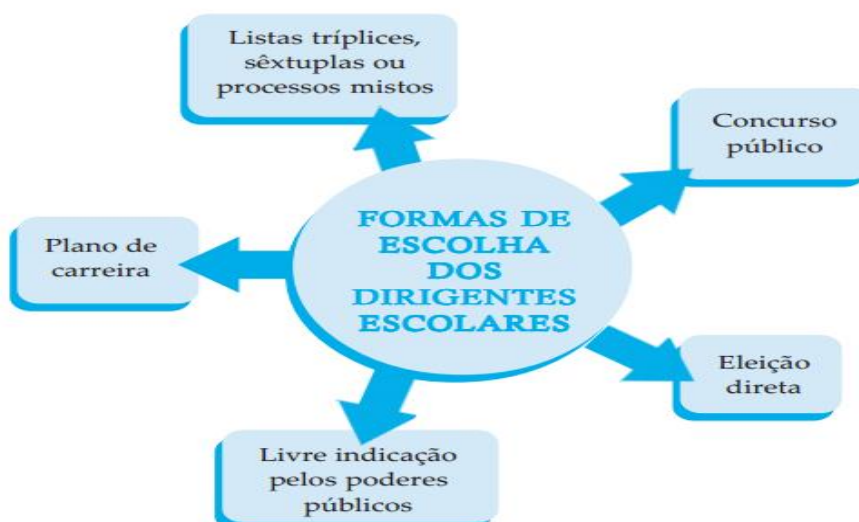 Listas tríplices,
sêxtuplas ou
processos mistos
Concurso
público
FORMAS DE
ESCOLHA
DOS
DIRIGENTES
ESCOLARES
Plano de
carreira
Eleição
direta
Livre indicação
pelos poderes
públicos